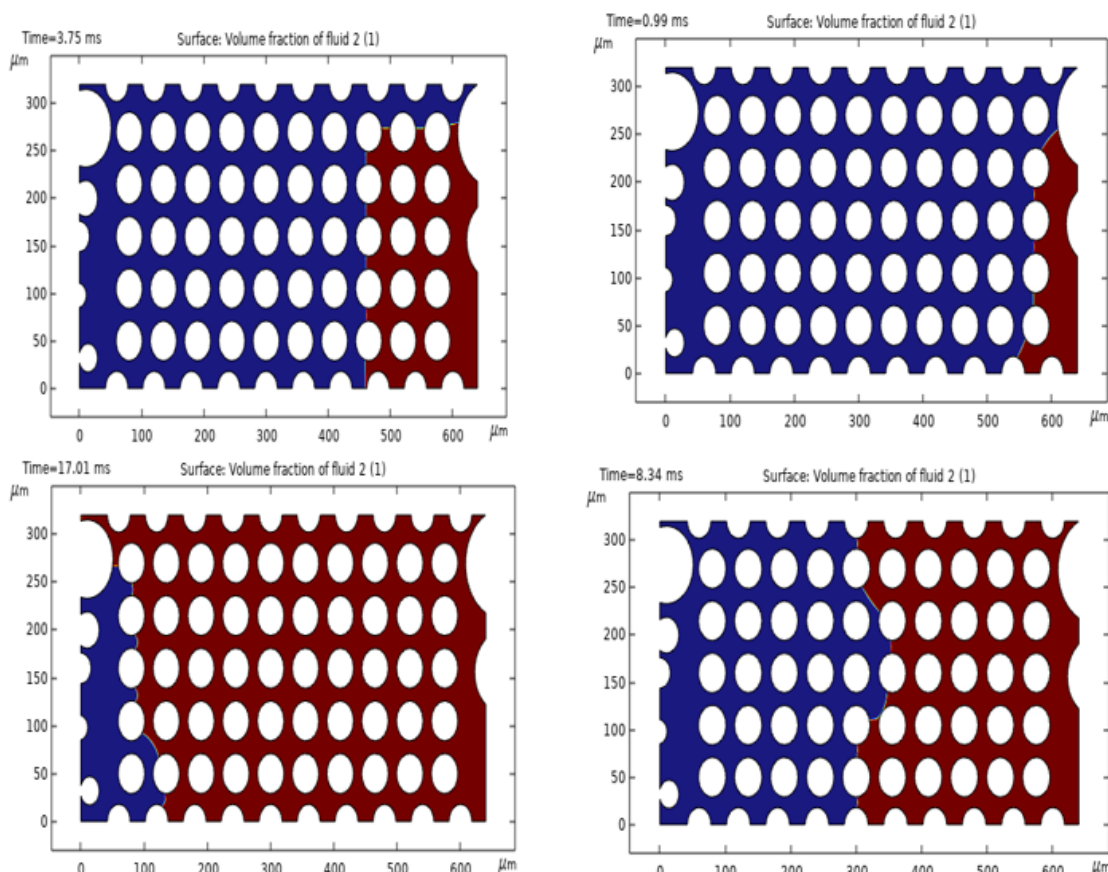 Time=3.75 ms Surface: Volume fraction of fluid 2 (1)
μm
300
250
200
150
100
50
0
0 100 200 300 400 500 600 μm
Time=0.99 ms Surface: Volume fraction of fluid 2 (1)
μm
300
250
200
150
100
50
0
0 100 200 300 400 500 600 μm
Time=17.01 ms Surface: Volume fraction of fluid 2 (1)
μm
300
250
200
150
100
50
0
0 100 200 300 400 500 600 μm
Time=8.34 ms Surface: Volume fraction of fluid 2 (1)
μm
300
250
200
150
100
50
0
0 100 200 300 400 500 600 μm